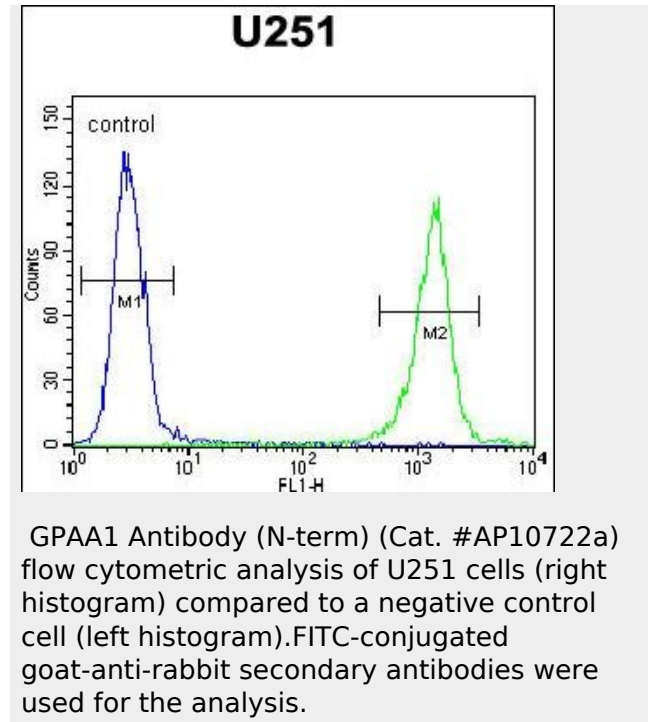 U251
control
150
120
90
60
30
0
Counts
M1
M2
10^0 10^1 10^2 10^3 10^4
FL1-H
GPAA1 Antibody (N-term) (Cat. #AP10722a)
flow cytometric analysis of U251 cells (right
histogram) compared to a negative control
cell (left histogram).FITC-conjugated
goat-anti-rabbit secondary antibodies were
used for the analysis.